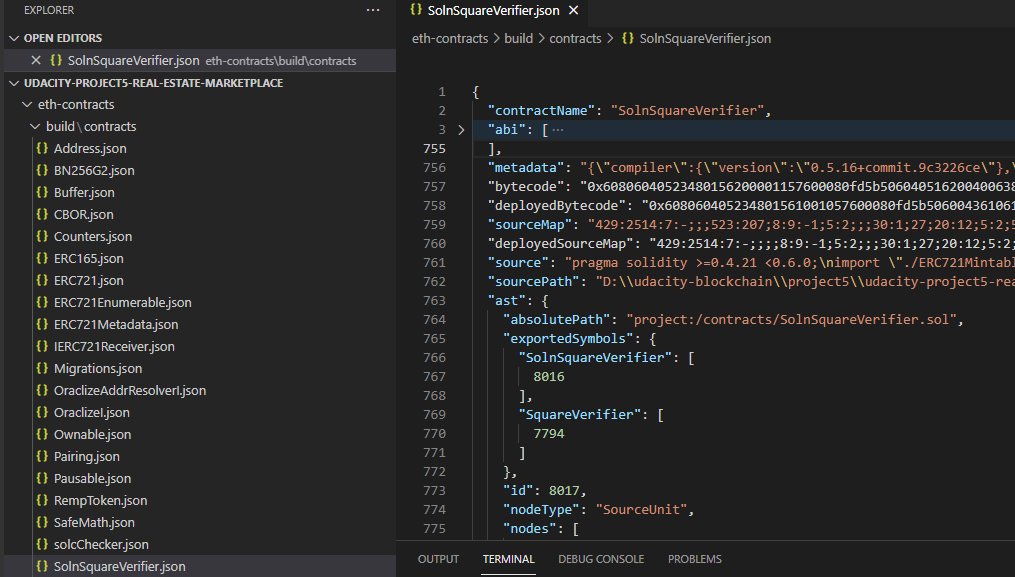 EXPLORER
...
OPEN EDITORS
{} SolnSquareVerifier.json eth-contracts\build\contracts
UDACITY-PROJECT5-REAL-ESTATE-MARKETPLACE
eth-contracts
build\contracts
{} Address.json
{} BN256G2.json
{} Buffer.json
{} CBOR.json
{} Counters.json
{} ERC165.json
{} ERC721.json
{} ERC721Enumerable.json
{} ERC721Metadata.json
{} IERC721Receiver.json
{} Migrations.json
{} OraclizeAddrResolverI.json
{} OraclizeI.json
{} Ownable.json
{} Pairing.json
{} Pausable.json
{} RempToken.json
{} SafeMath.json
{} solcChecker.json
{} SolnSquareVerifier.json
{} SolnSquareVerifier.json
eth-contracts > build > contracts > {} SolnSquareVerifier.json
1 {
2 "contractName": "SolnSquareVerifier",
3 "abi": [ ...
755 ],
756 "metadata": "{\"compiler\":{\"version\":\"0.5.16+commit.9c3226ce\"},\
757 "bytecode": "0x60806040523480156200001157600080fd5b506040516200400638
758 "deployedBytecode": "0x608060405234801561001057600080fd5b506004361061
759 "sourceMap": "429:2514:7:-;;;523:207;8:9:-1;5:2;;;30:1;27;20:12;5:2;5
760 "deployedSourceMap": "429:2514:7:-;;;;8:9:-1;5:2;;;30:1;27;20:12;5:2;
761 "source": "pragma solidity >=0.4.21 <0.6.0;\nimport \"./ERC721Mintabl
762 "sourcePath": "D:\\udacity-blockchain\\project5\\udacity-project5-rea
763 "ast": {
764 "absolutePath": "project:/contracts/SolnSquareVerifier.sol",
765 "exportedSymbols": {
766 "SolnSquareVerifier": [
767 8016
768 ],
769 "SquareVerifier": [
770 7794
771 ]
772 },
773 "id": 8017,
774 "nodeType": "SourceUnit",
775 "nodes": [
OUTPUT TERMINAL DEBUG CONSOLE PROBLEMS